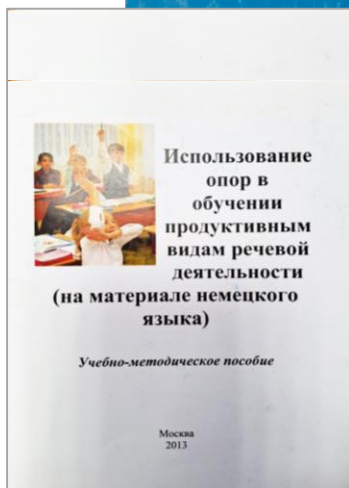 Использование
опор в
обучении
продуктивным
видам речевой
деятельности
(на материале немецкого
языка)
Учебно-методическое пособие
Москва
2013